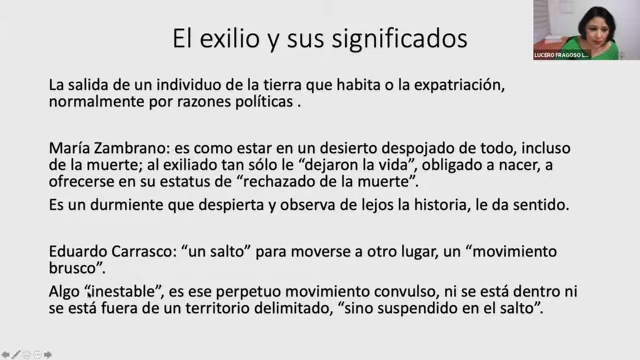 El exilio y sus significados
LUCERO FRAGOSO L...
La salida de un individuo de la tierra que habita o la expatriación,
normalmente por razones políticas .
María Zambrano: es como estar en un desierto despojado de todo, incluso
de la muerte; al exiliado tan sólo le “dejaron la vida”, obligado a nacer, a
ofrecerse en su estatus de “rechazado de la muerte”.
Es un durmiente que despierta y observa de lejos la historia, le da sentido.
Eduardo Carrasco: “un salto” para moverse a otro lugar, un “movimiento
brusco”.
Algo “inestable”, es ese perpetuo movimiento convulso, ni se está dentro ni
se está fuera de un territorio delimitado, “sino suspendido en el salto”.